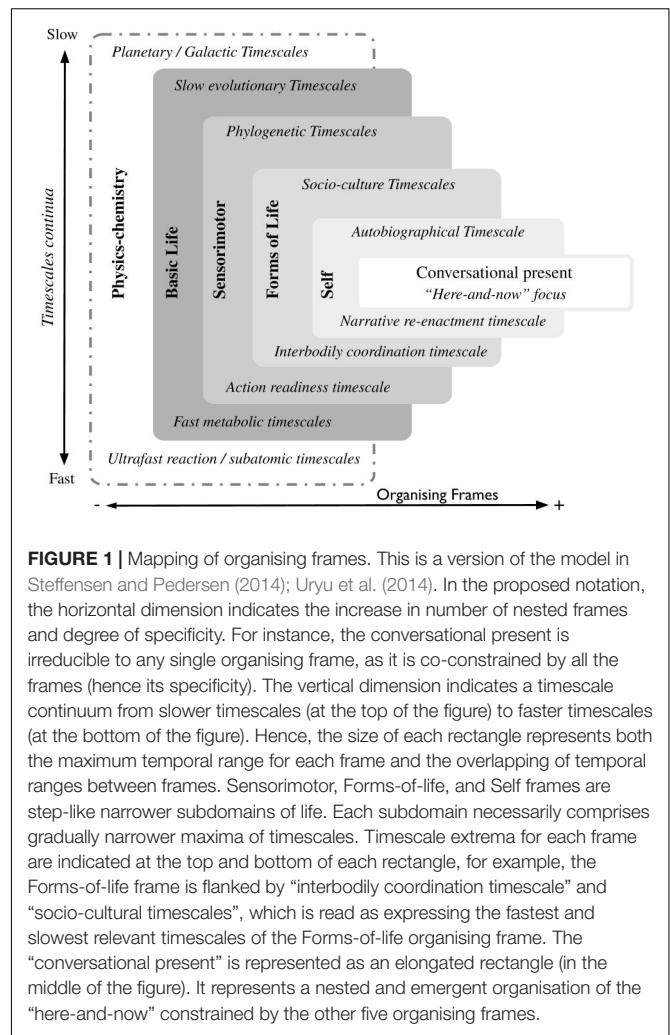 Slow
Planetary / Galactic Timescales
Slow evolutionary Timescales
Phylogenetic Timescales
Socio-culture Timescales
Autobiographical Timescale
Timescales continua
Physics-chemistry
Basic Life
Sensorimotor
Forms of Life
Self
Conversational present
"Here-and-now" focus
Narrative re-enactment timescale
Interbodily coordination timescale
Action readiness timescale
Fast metabolic timescales
Ultrafast reaction / subatomic timescales
Fast
Organising Frames
- +
FIGURE 1 | Mapping of organising frames. This is a version of the model in
Steffensen and Pedersen (2014); Uryu et al. (2014). In the proposed notation,
the horizontal dimension indicates the increase in number of nested frames
and degree of specificity. For instance, the conversational present is
irreducible to any single organising frame, as it is co-constrained by all the
frames (hence its specificity). The vertical dimension indicates a timescale
continuum from slower timescales (at the top of the figure) to faster timescales
(at the bottom of the figure). Hence, the size of each rectangle represents both
the maximum temporal range for each frame and the overlapping of temporal
ranges between frames. Sensorimotor, Forms-of-life, and Self frames are
step-like narrower subdomains of life. Each subdomain necessarily comprises
gradually narrower maxima of timescales. Timescale extrema for each frame
are indicated at the top and bottom of each rectangle, for example, the
Forms-of-life frame is flanked by "interbodily coordination timescale" and
"socio-cultural timescales", which is read as expressing the fastest and
slowest relevant timescales of the Forms-of-life organising frame. The
"conversational present" is represented as an elongated rectangle (in the
middle of the figure). It represents a nested and emergent organisation of the
"here-and-now" constrained by the other five organising frames.